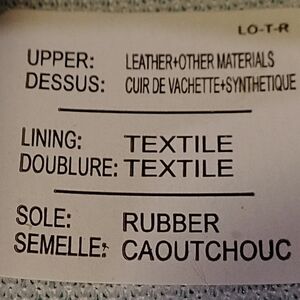 LO-T-R
UPPER: LEATHER+OTHER MATERIALS
DESSUS: CUIR DE VACHETTE+SYNTHETIQUE
LINING: TEXTILE
DOUBLURE: TEXTILE
SOLE: RUBBER
SEMELLE: CAOUTCHOUC